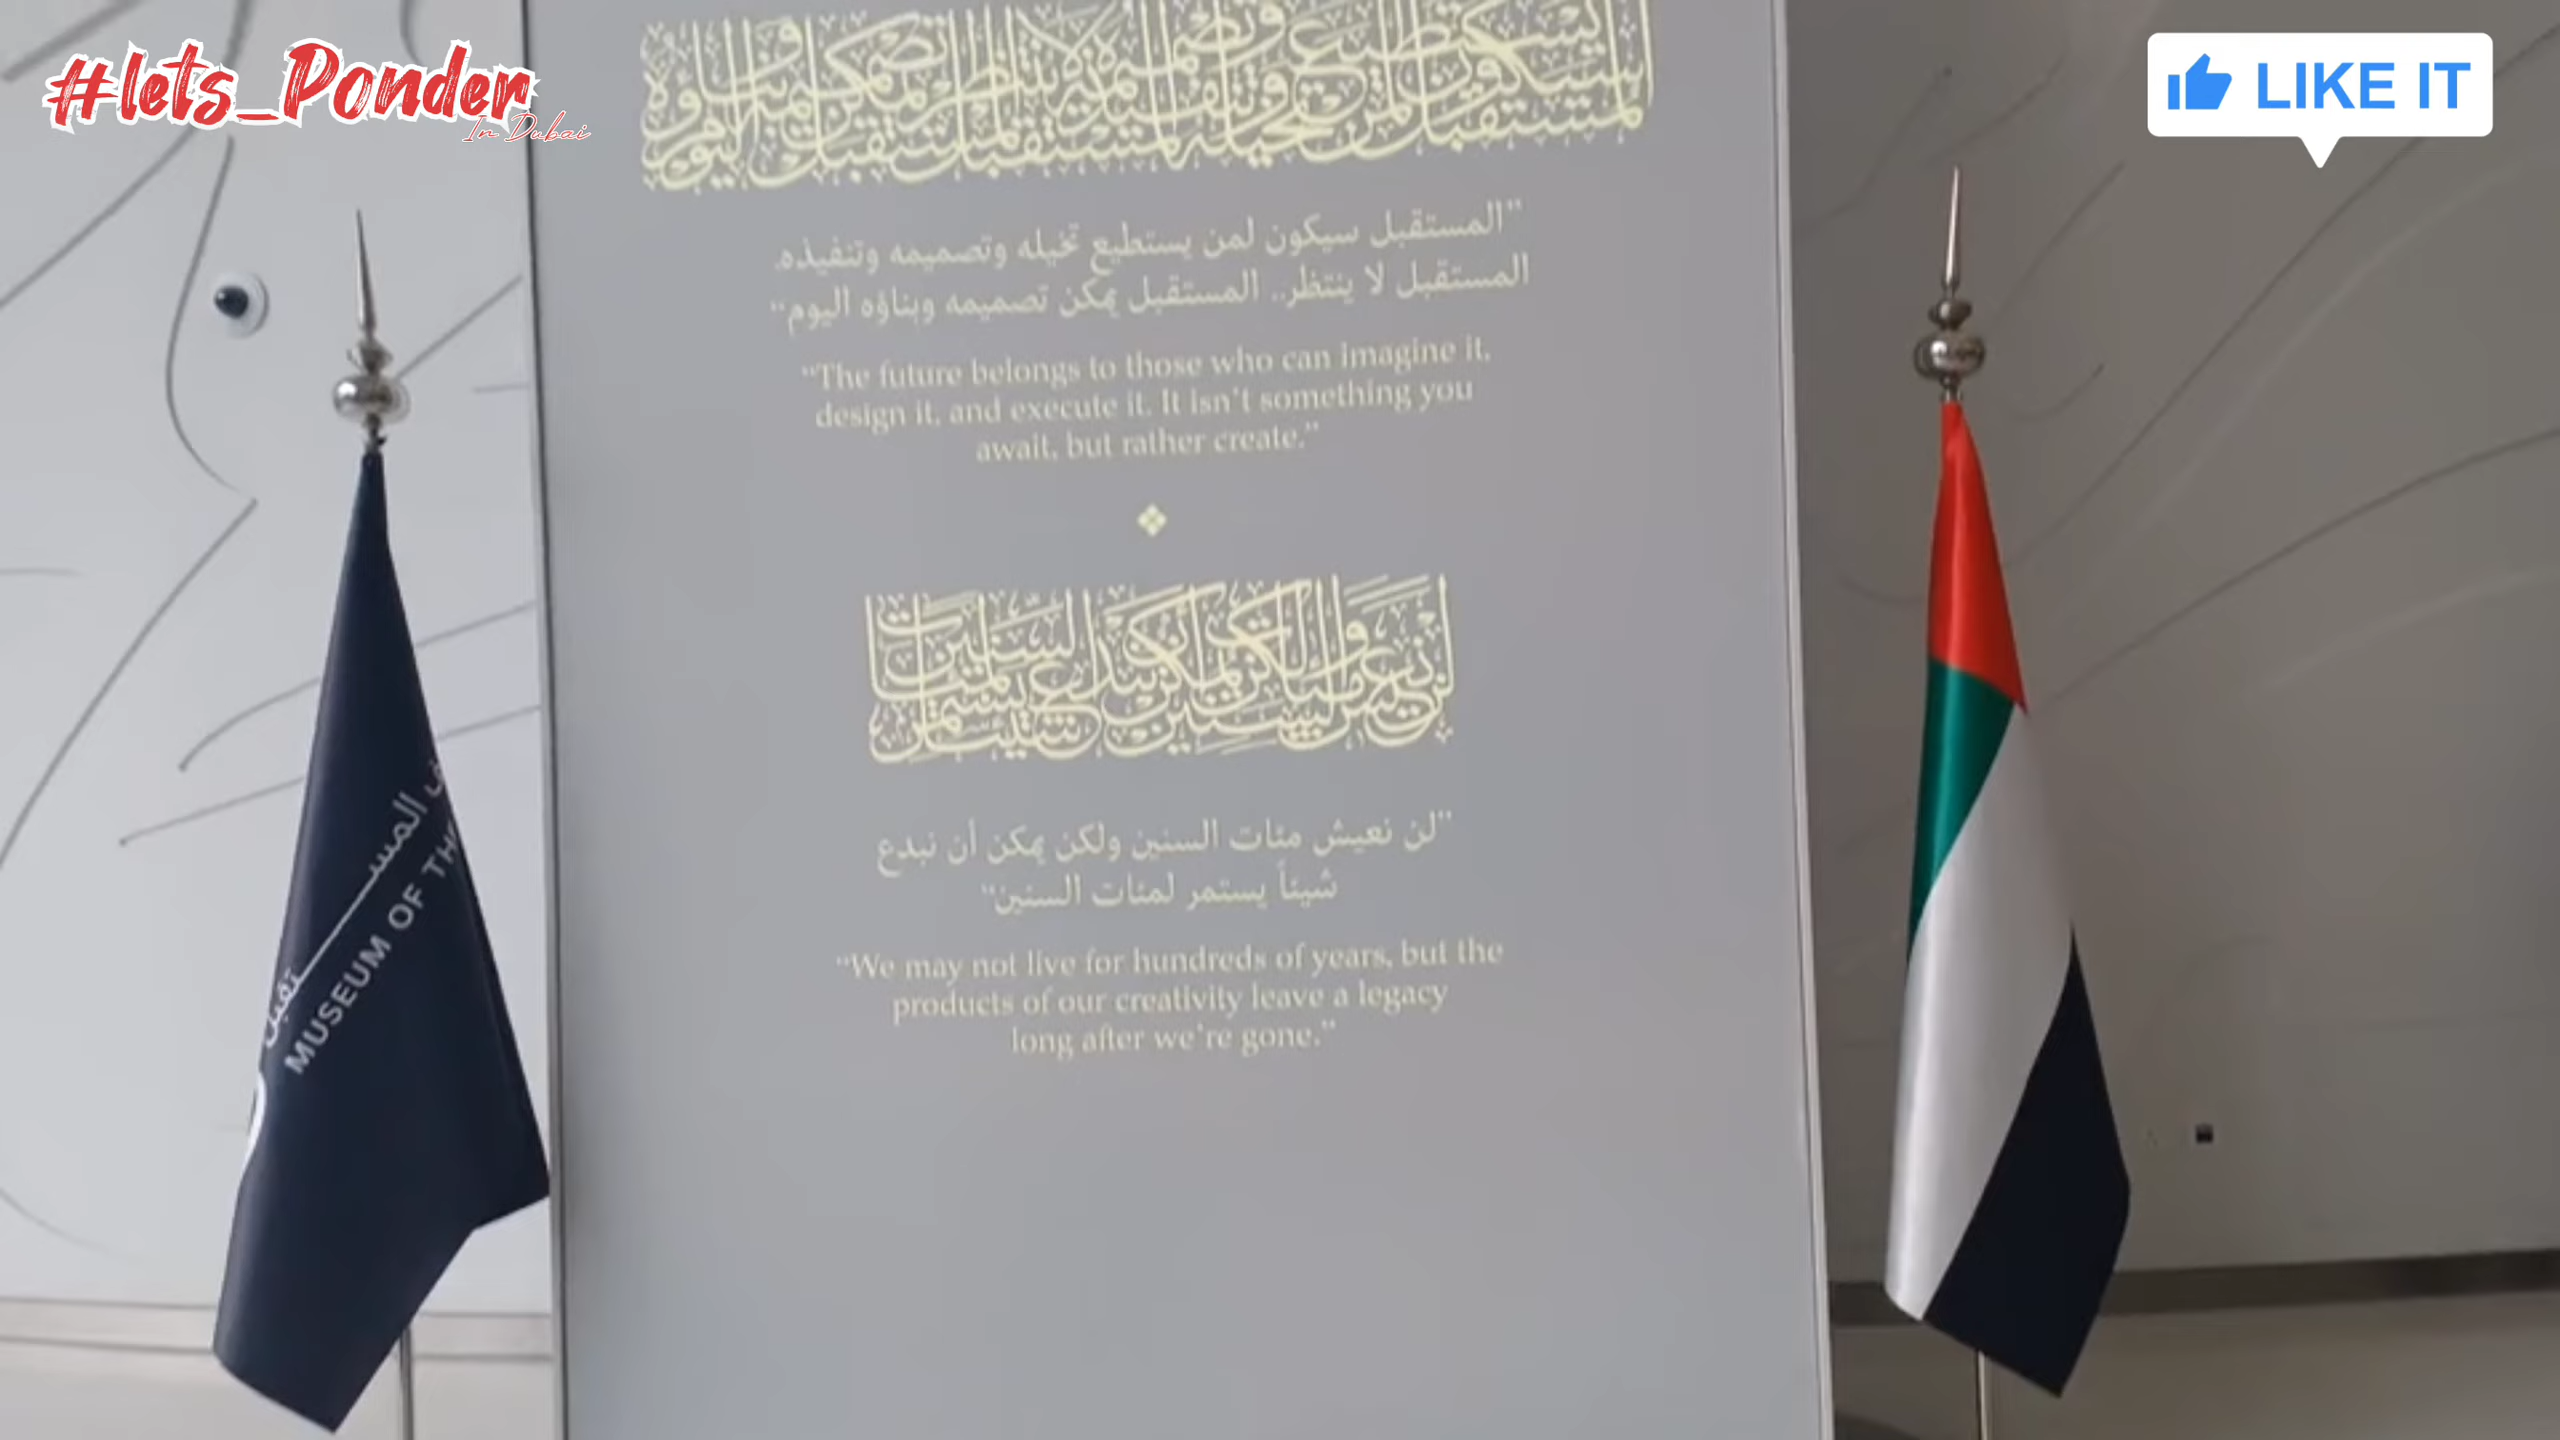 #lets_Ponder
In Dubai
LIKE IT
"المستقبل سيكون لمن يستطيع تخيله وتصميمه وتنفيذه.
المستقبل لا ينتظر.. المستقبل يمكن تصميمه وبناؤه اليوم"
"The future belongs to those who can imagine it,
design it, and execute it. It isn't something you
await, but rather create."
"لن نعيش مئات السنين ولكن يمكن أن نبدع
شيئاً يستمر لمئات السنين"
"We may not live for hundreds of years, but the
products of our creativity leave a legacy
long after we're gone."
MUSEUM OF